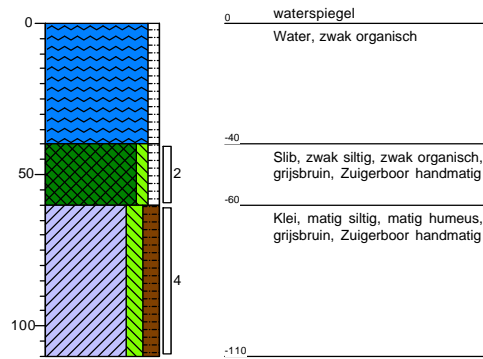 0
50
100
2
4
0 waterspiegel
Water, zwak organisch
-40
Slib, zwak siltig, zwak organisch,
grijsbruin, Zuigerboor handmatig
-60
Klei, matig siltig, matig humeus,
grijsbruin, Zuigerboor handmatig
-110